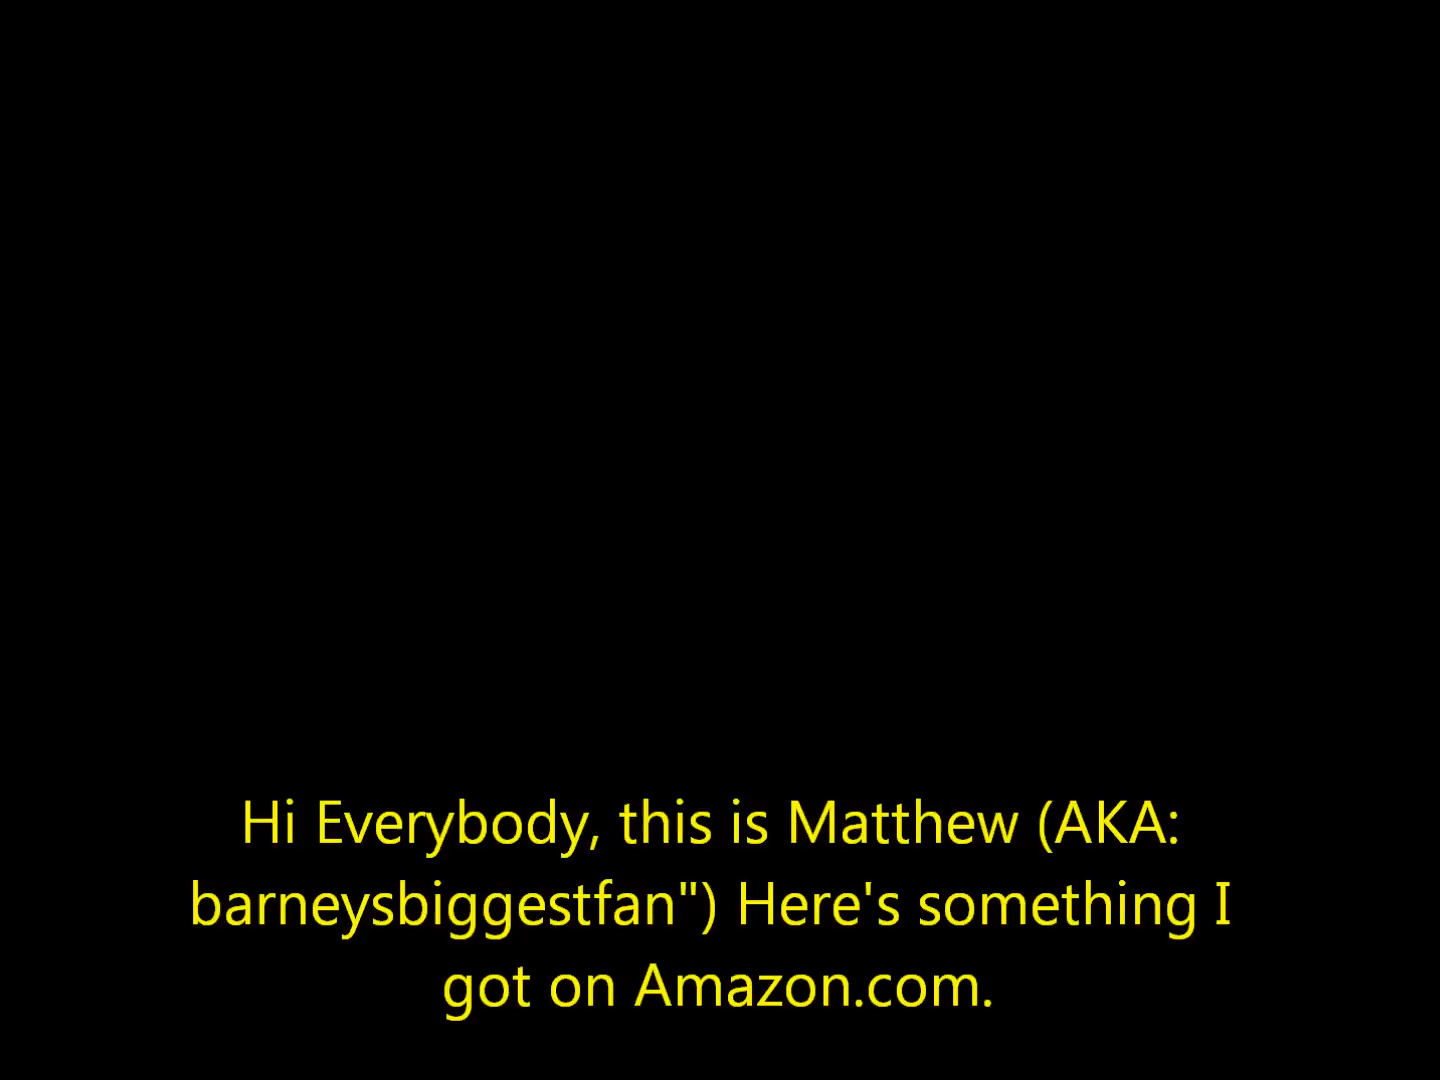 Hi Everybody, this is Matthew (AKA:
barneysbiggestfan") Here's something I
got on Amazon.com.